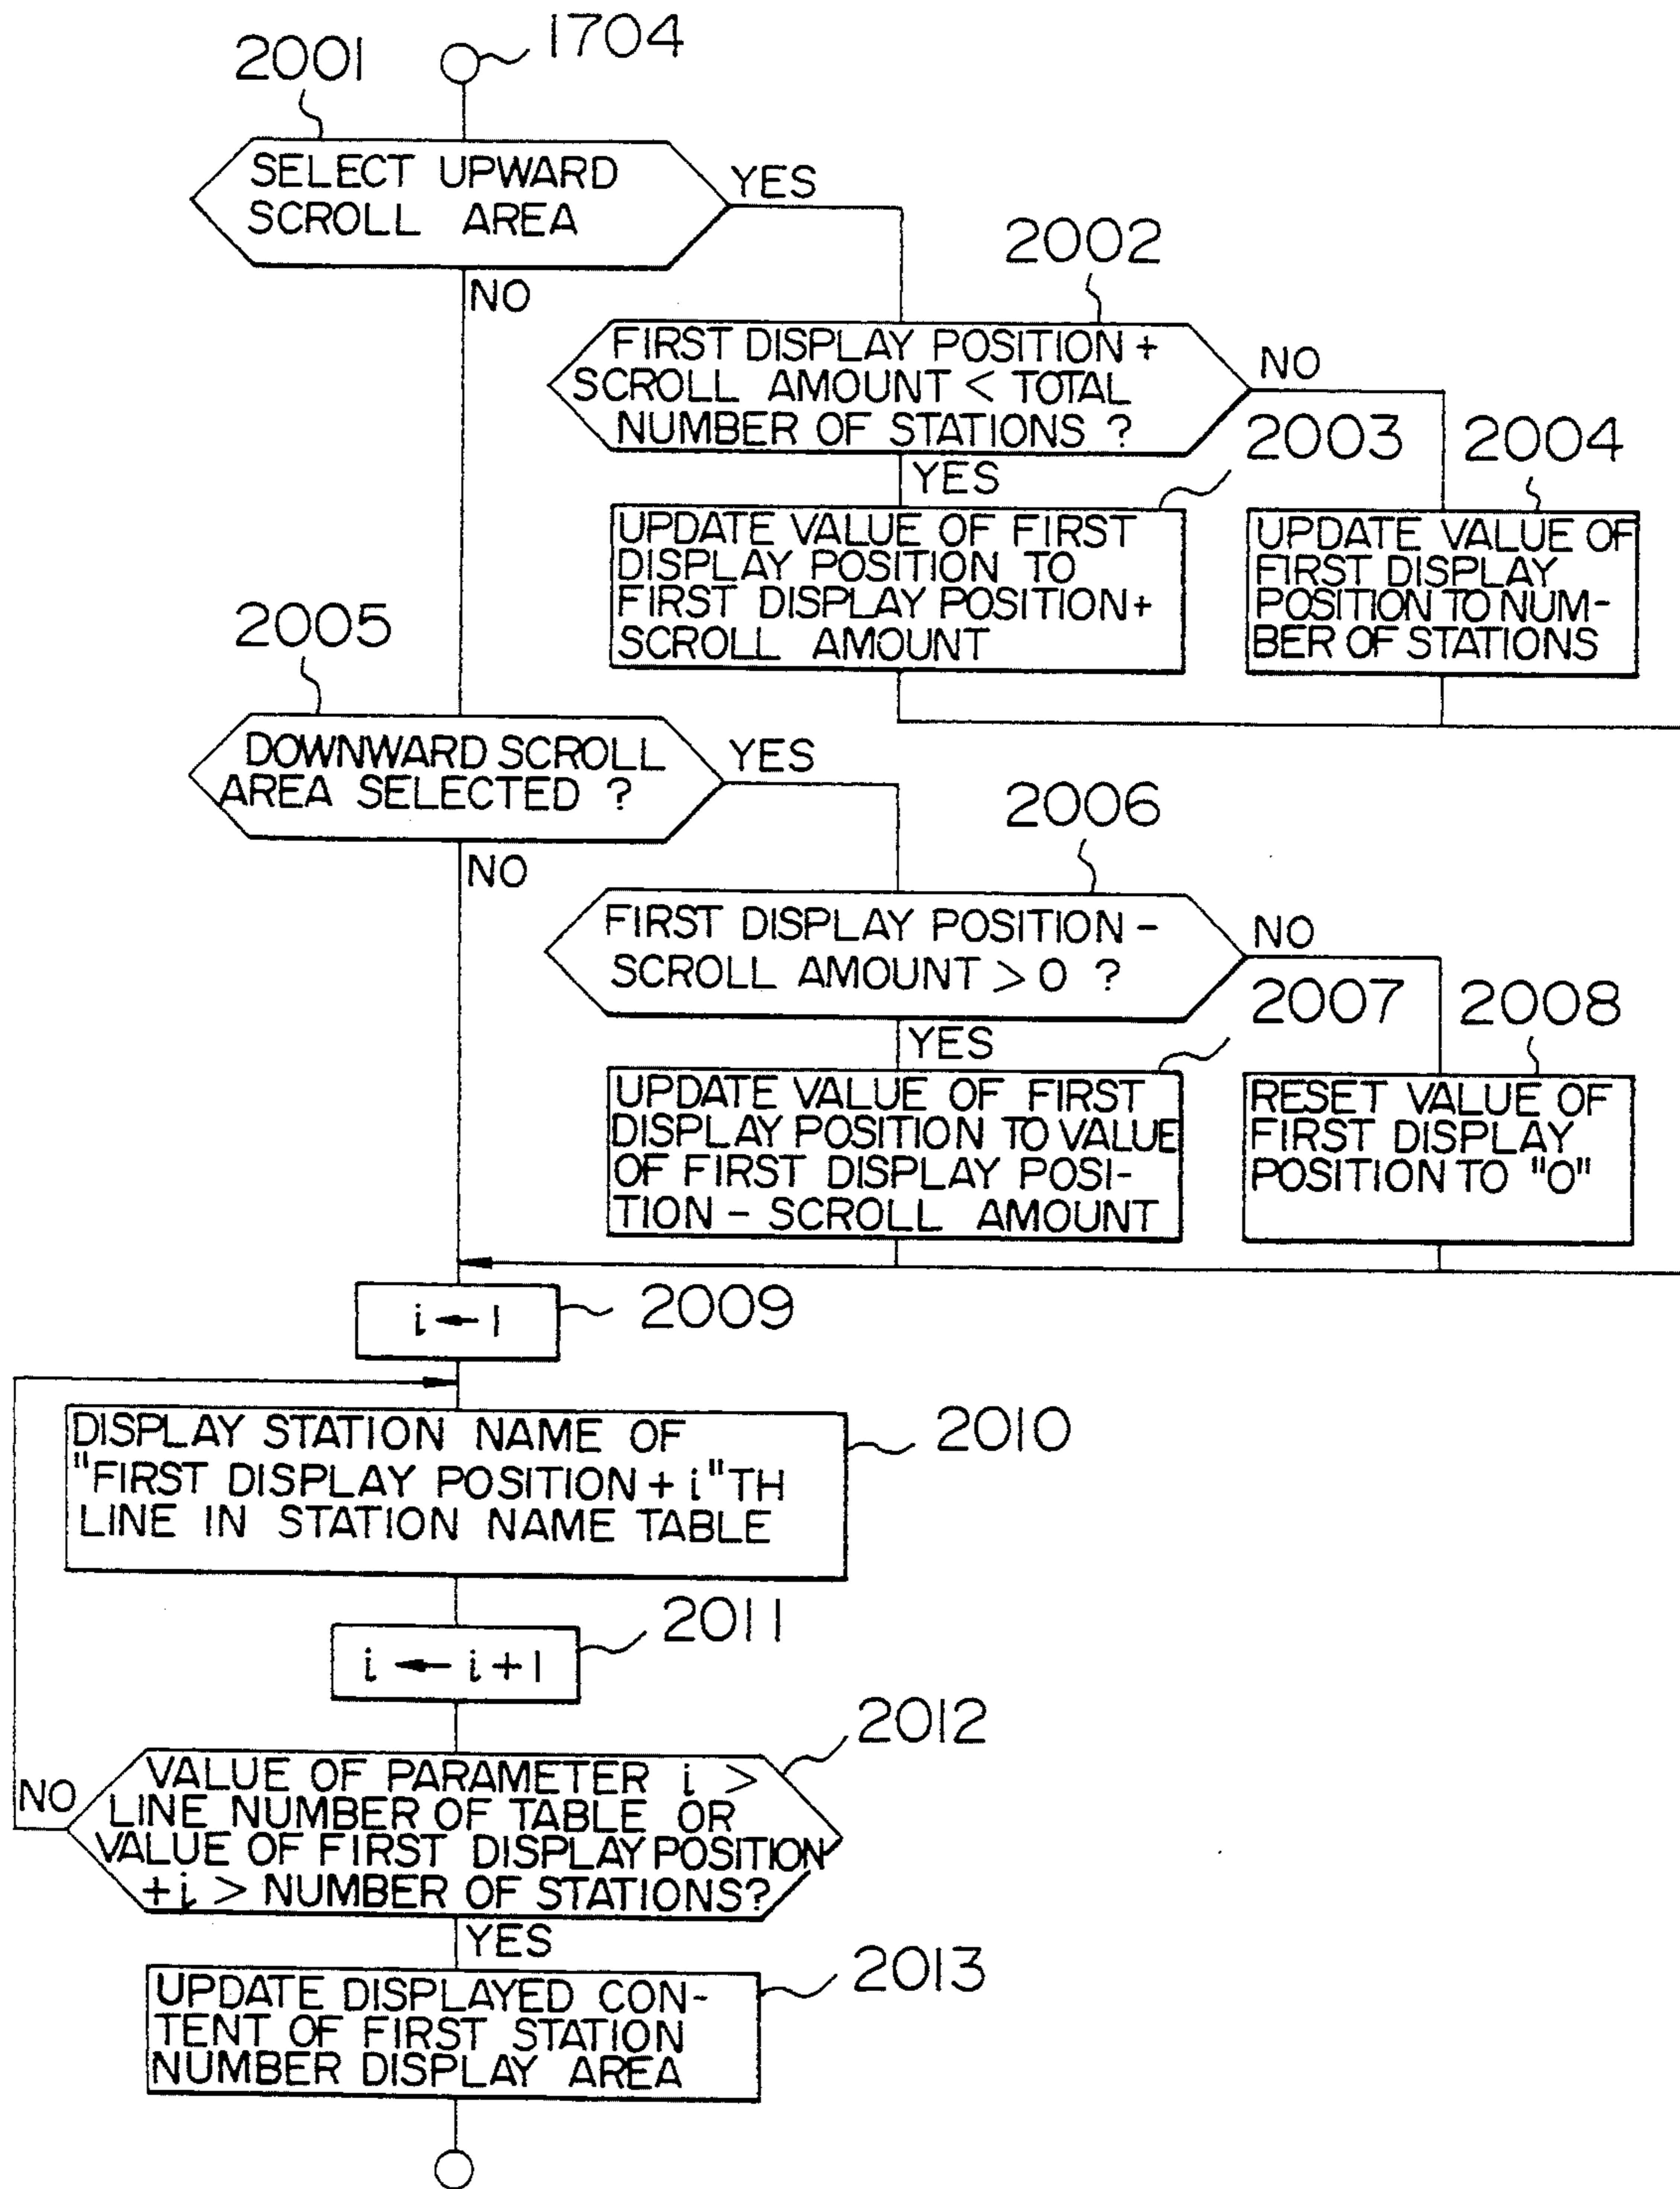 1704
2001
SELECT UPWARD
SCROLL AREA
YES
NO
2002
FIRST DISPLAY POSITION +
SCROLL AMOUNT < TOTAL
NUMBER OF STATIONS ?
NO
YES
2003
UPDATE VALUE OF FIRST
DISPLAY POSITION TO
FIRST DISPLAY POSITION +
SCROLL AMOUNT
2004
UPDATE VALUE OF
FIRST DISPLAY
POSITION TO NUM-
BER OF STATIONS
2005
DOWNWARD SCROLL
AREA SELECTED ?
YES
NO
2006
FIRST DISPLAY POSITION -
SCROLL AMOUNT > 0 ?
NO
YES
2007
UPDATE VALUE OF FIRST
DISPLAY POSITION TO VALUE
OF FIRST DISPLAY POSI-
TION - SCROLL AMOUNT
2008
RESET VALUE OF
FIRST DISPLAY
POSITION TO "0"
2009
i ← 1
2010
DISPLAY STATION NAME OF
"FIRST DISPLAY POSITION + i"TH
LINE IN STATION NAME TABLE
2011
i ← i + 1
2012
VALUE OF PARAMETER i >
LINE NUMBER OF TABLE OR
VALUE OF FIRST DISPLAY POSITION
+ i > NUMBER OF STATIONS?
NO
YES
2013
UPDATE DISPLAYED CON-
TENT OF FIRST STATION
NUMBER DISPLAY AREA